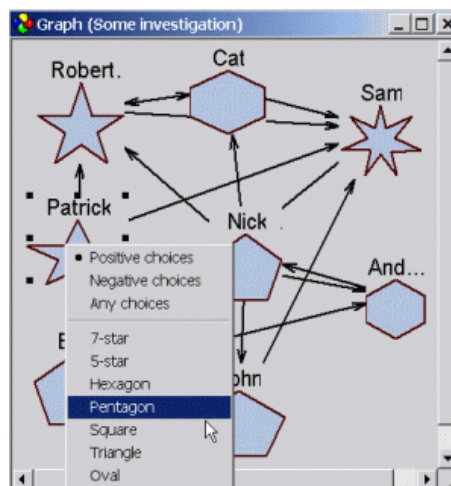 Graph (Some investigation)
Cat
Robert.
Sam
Patrick
Nick
And...
Positive choices
Negative choices
Any choices
7-star
5-star
Hexagon
Pentagon
Square
Triangle
Oval